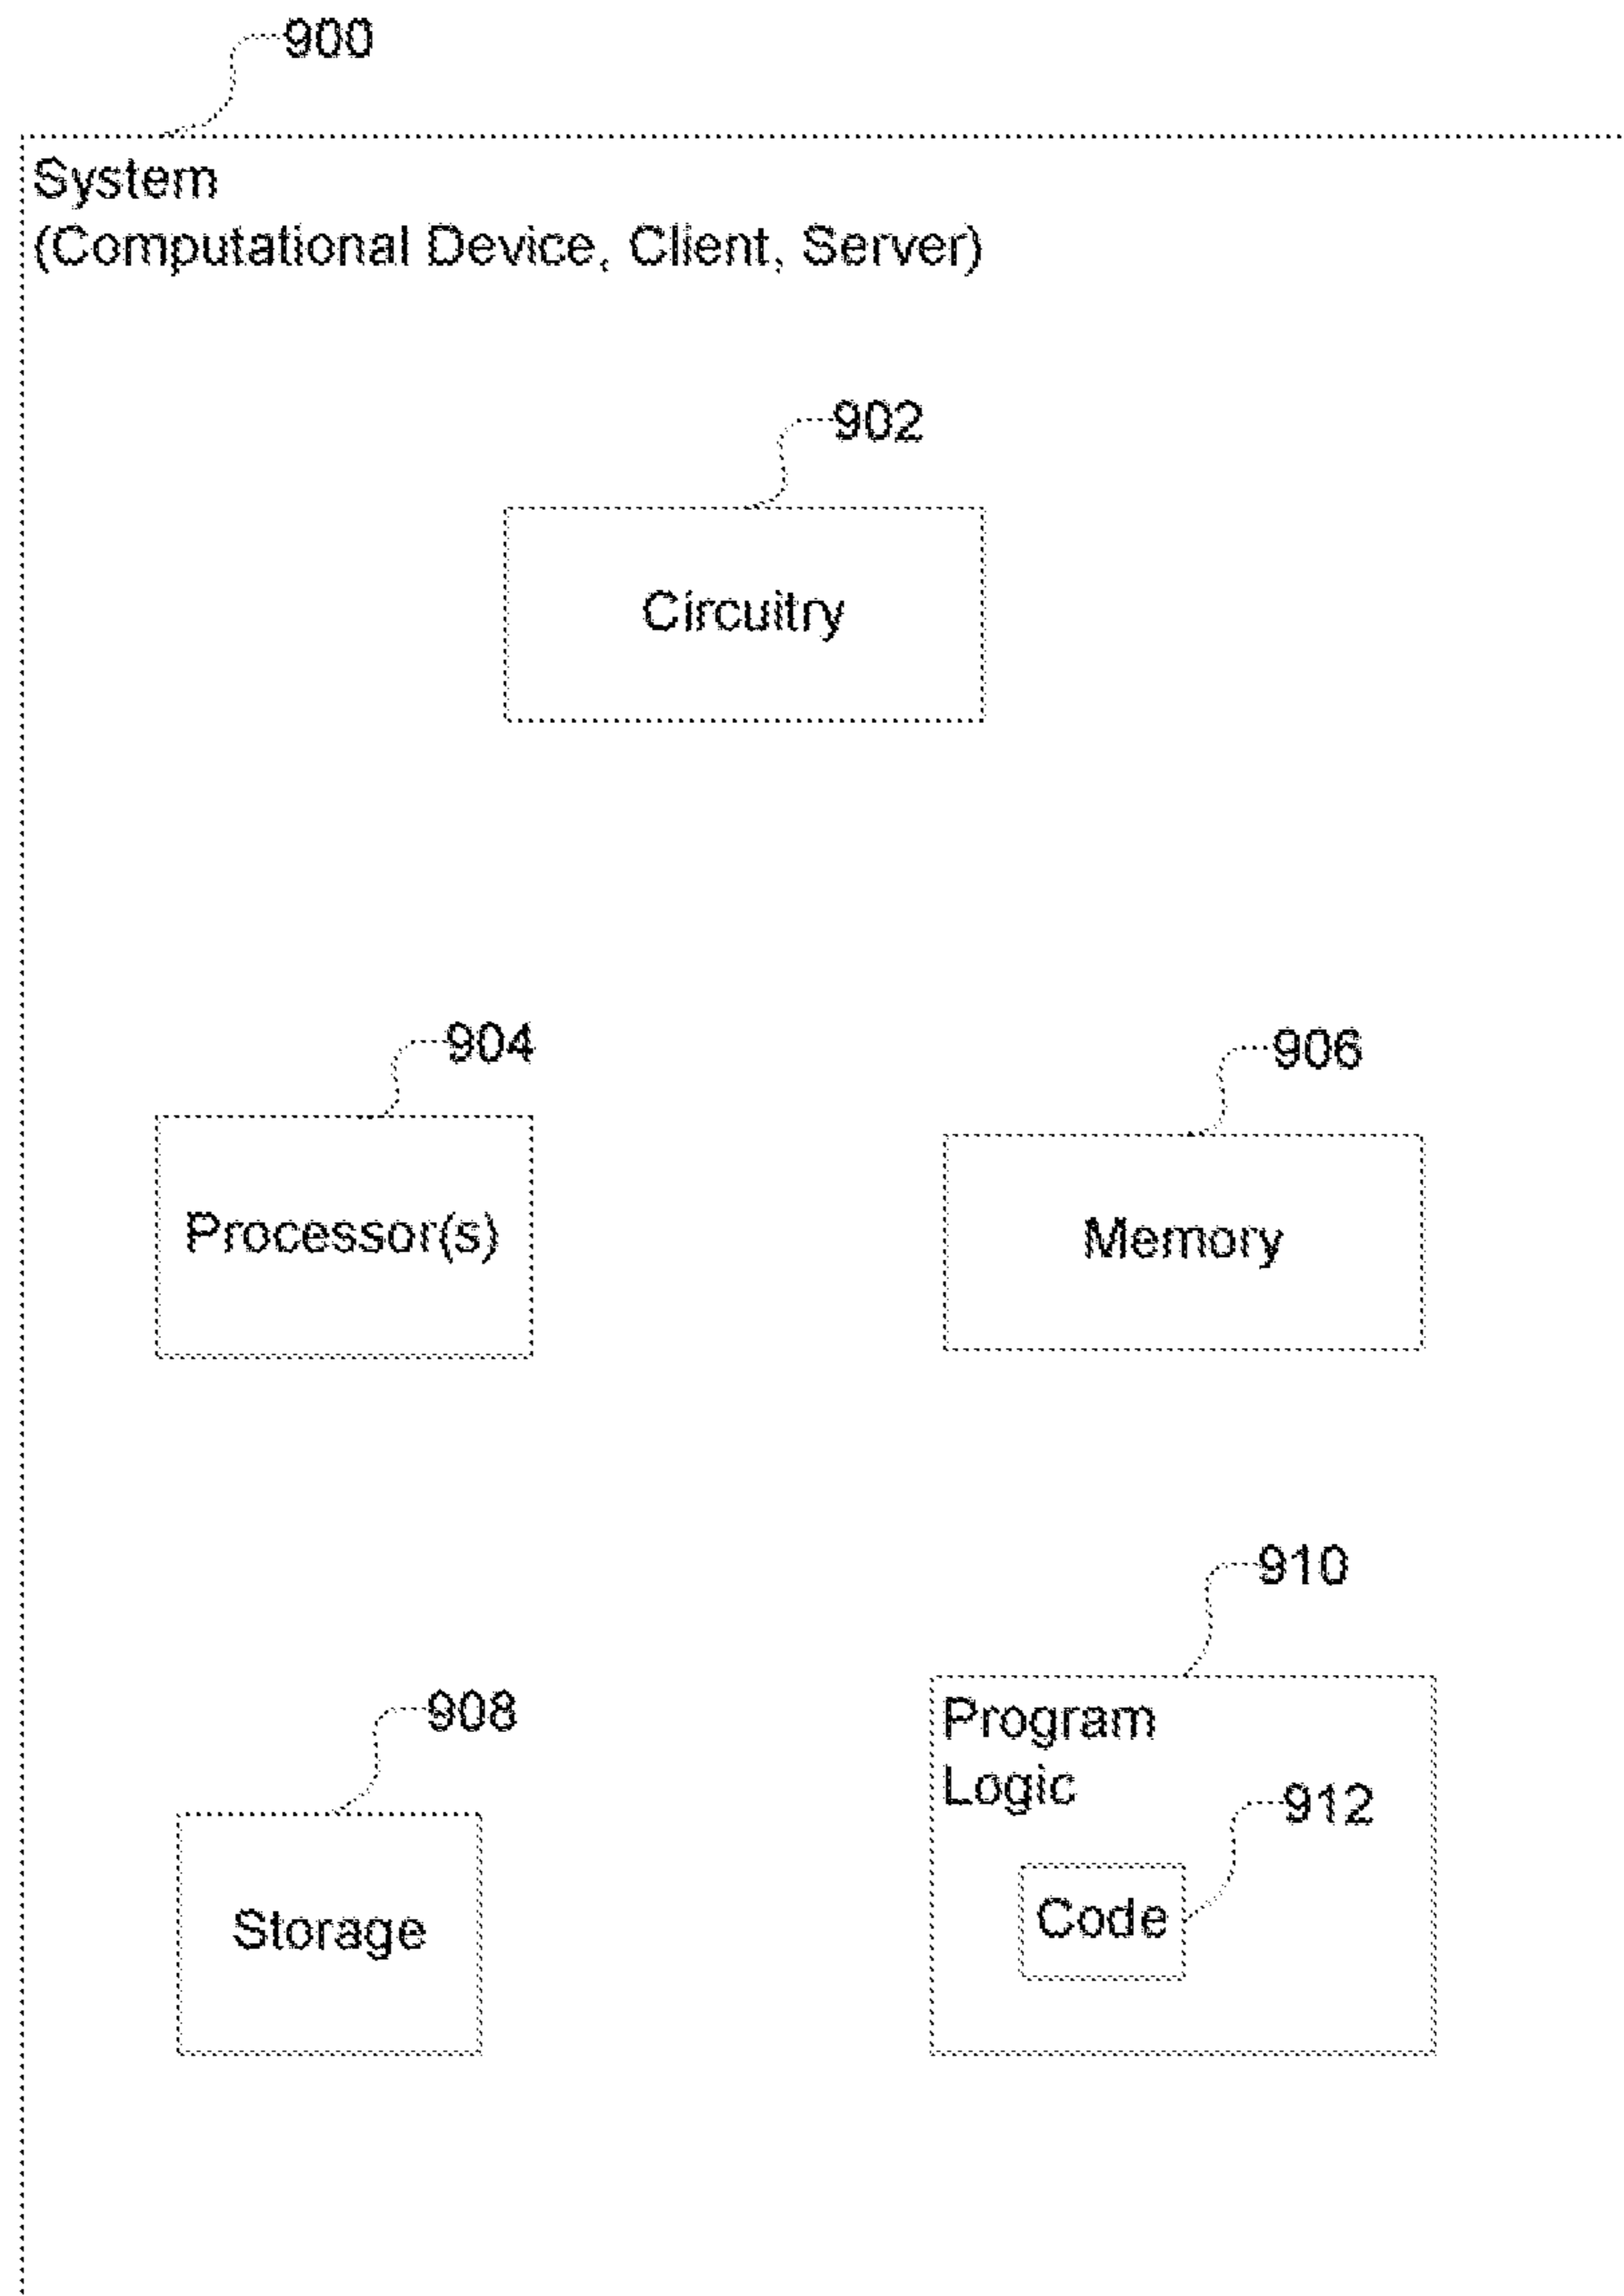 900
System
(Computational Device, Client, Server)
902
Circuitry
904
906
Processor(s)
Memory
910
908
Program
Logic
912
Storage
Code